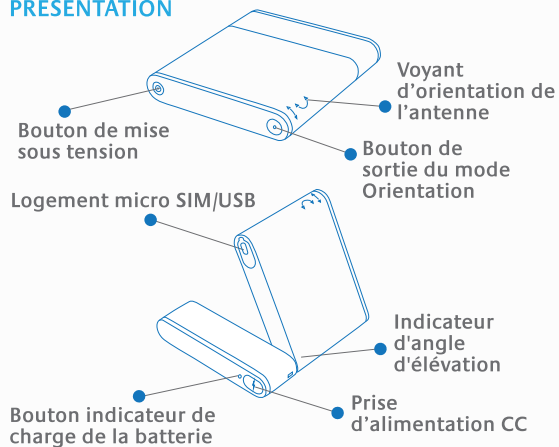 PRÉSENTATION
Voyant
d’orientation de
l’antenne
Bouton de mise
sous tension
Bouton de
sortie du mode
Orientation
Logement micro SIM/USB
Indicateur
d'angle
d'élévation
Bouton indicateur de
charge de la batterie
Prise
d’alimentation CC